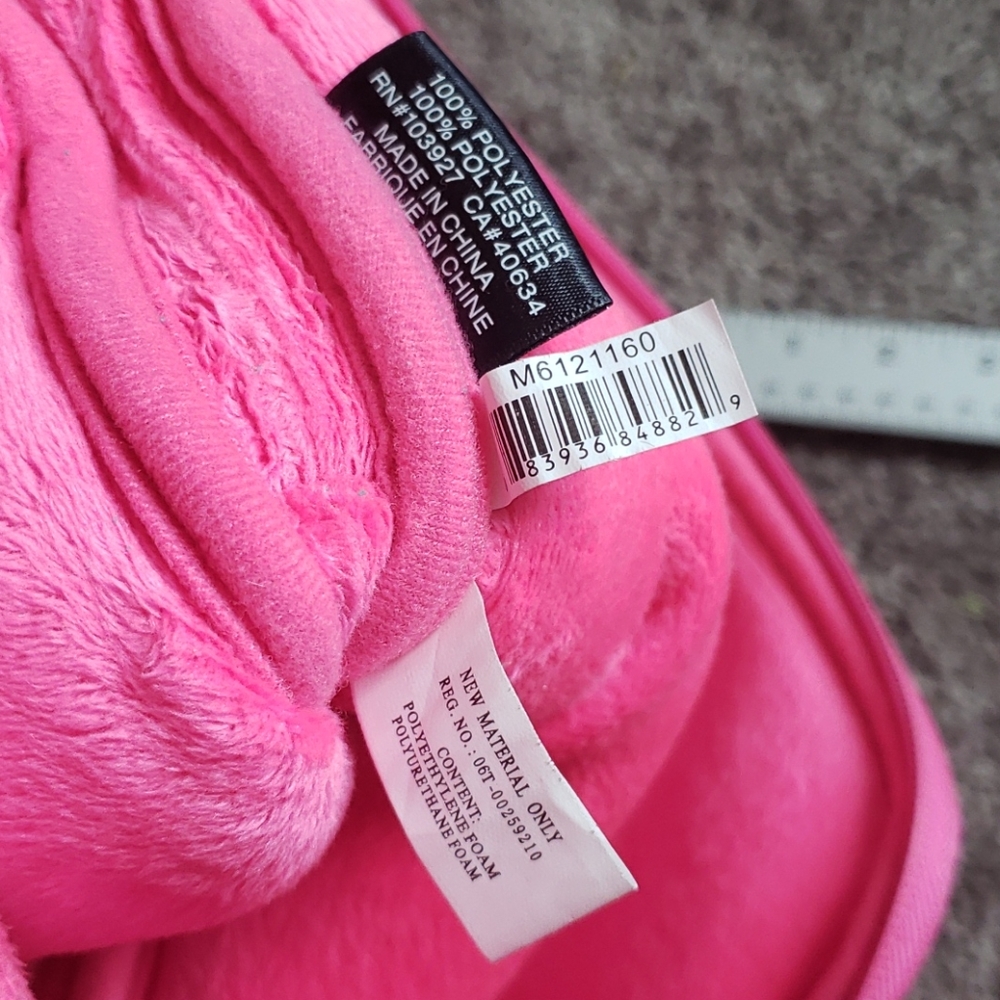 100% POLYESTER
100% POLYESTER
RN#103927 CA#40634
MADE IN CHINA
FABRIQUE EN CHINE
M6121160
83936 84882 9
NEW MATERIAL ONLY
REG. NO.: 06T-00259210
CONTENT:
POLYETHYLENE FOAM
POLYURETHANE FOAM